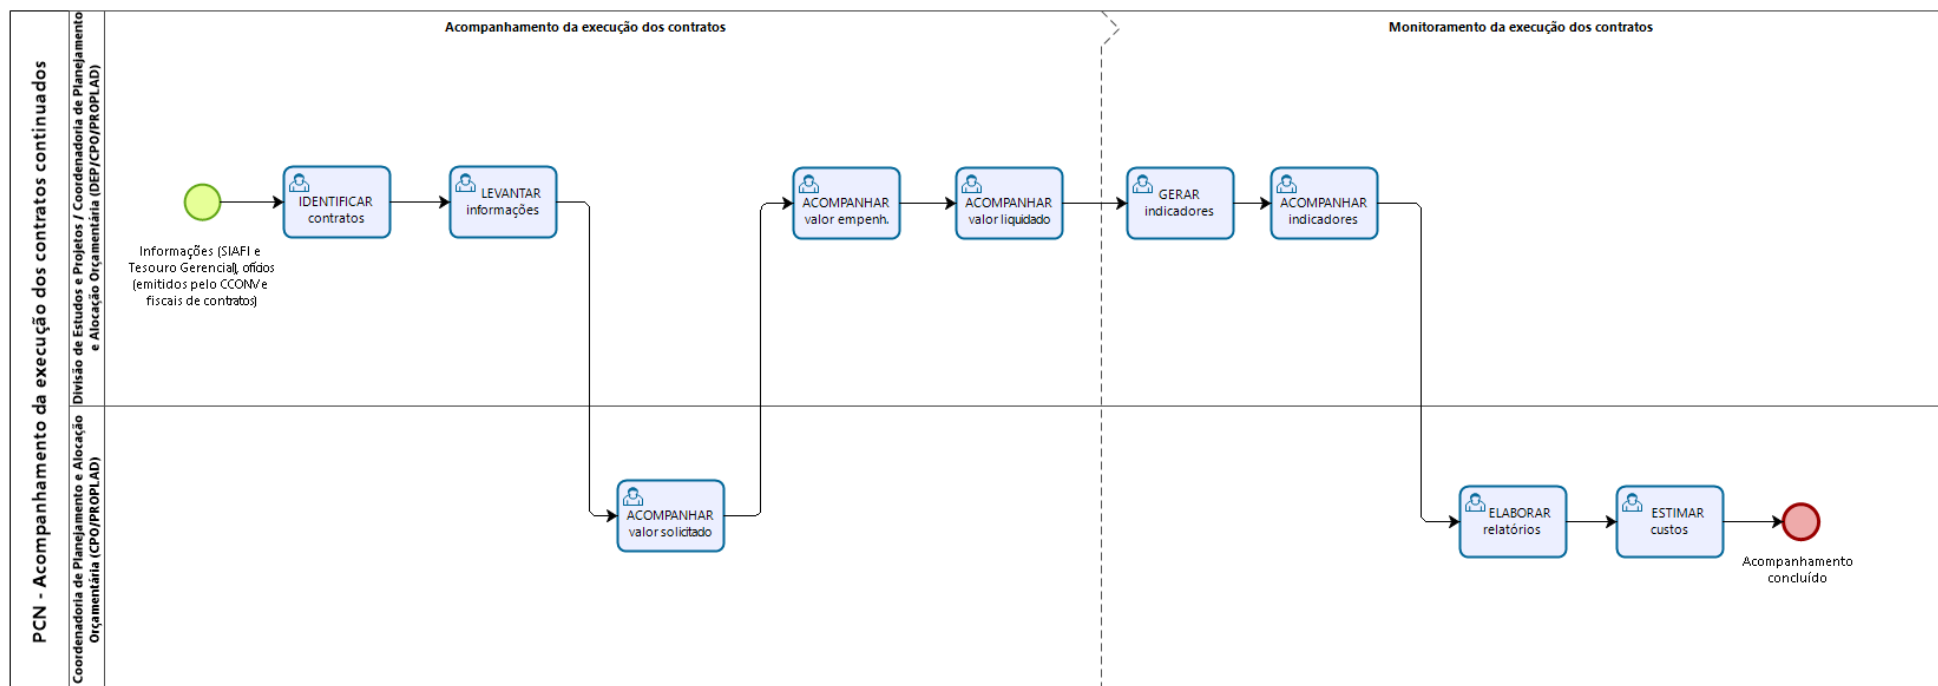 PCN - Acompanhamento da execução dos contratos continuados
Divisão de Estudos e Projetos / Coordenadoria de Planejamento
e Alocação Orçamentária (DEP/CPO/PROPLAD)
Coordenadoria de Planejamento e Alocação
Orçamentária (CPO/PROPLAD)
Acompanhamento da execução dos contratos
Monitoramento da execução dos contratos
Informações (SIAFI e
Tesouro Gerencial), ofícios
(emitidos pelo CCONV e
fiscais de contratos)
IDENTIFICAR
contratos
LEVANTAR
informações
ACOMPANHAR
valor solicitado
ACOMPANHAR
valor empenh.
ACOMPANHAR
valor liquidado
GERAR
indicadores
ACOMPANHAR
indicadores
ELABORAR
relatórios
ESTIMAR
custos
Acompanhamento
concluído